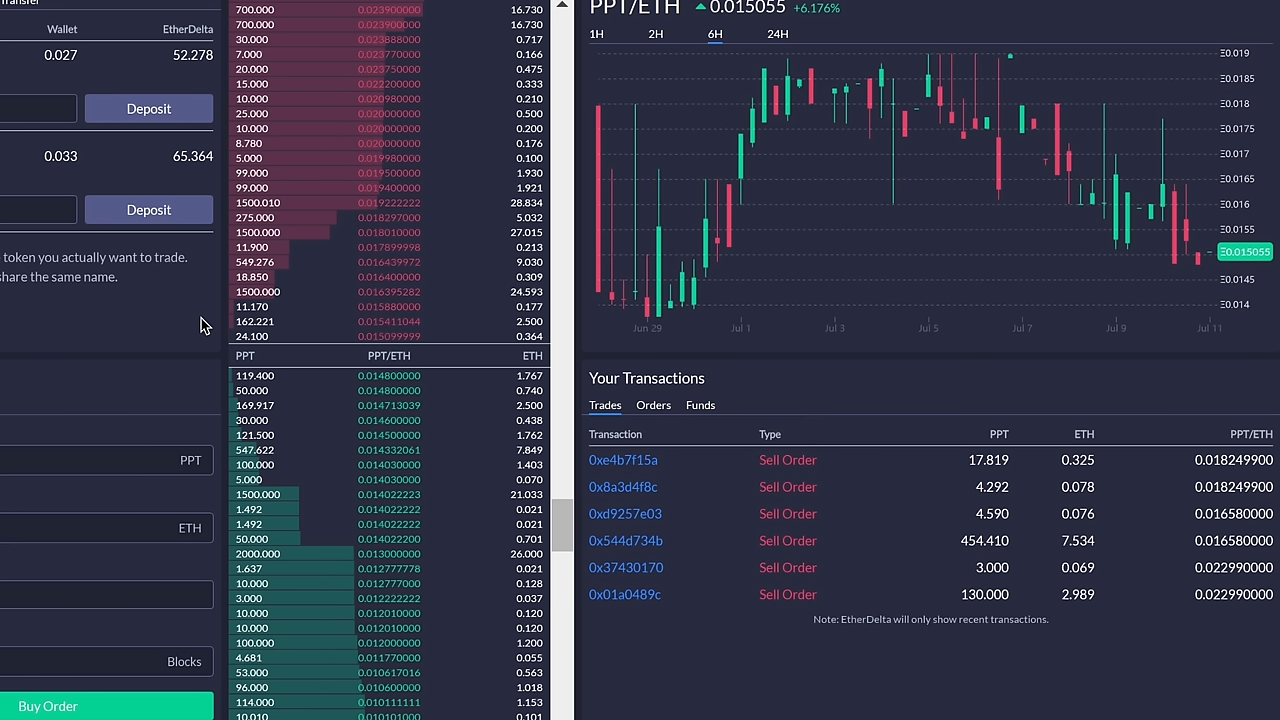 Transfer
Wallet EtherDelta
0.027 52.278
Deposit
0.033 65.364
Deposit
token you actually want to trade.
share the same name.
PPT
ETH
Blocks
Buy Order
700.000 0.023900000 16.730
700.000 0.023900000 16.730
30.000 0.023888000 0.717
7.000 0.023770000 0.166
20.000 0.023750000 0.475
15.000 0.022200000 0.333
10.000 0.020980000 0.210
25.000 0.020000000 0.500
10.000 0.020000000 0.200
8.780 0.020000000 0.176
5.000 0.019980000 0.100
99.000 0.019500000 1.930
99.000 0.019400000 1.921
1500.010 0.019222222 28.834
275.000 0.018297000 5.032
1500.000 0.018010000 27.015
11.900 0.017899998 0.213
549.276 0.016439972 9.030
18.850 0.016400000 0.309
1500.000 0.016395282 24.593
11.170 0.015880000 0.177
162.221 0.015411044 2.500
24.100 0.015099999 0.364
PPT PPT/ETH ETH
119.400 0.014800000 1.767
50.000 0.014800000 0.740
169.917 0.014713039 2.500
30.000 0.014600000 0.438
121.500 0.014500000 1.762
547.622 0.014332061 7.849
100.000 0.014030000 1.403
5.000 0.014030000 0.070
1500.000 0.014022223 21.033
1.492 0.014022222 0.021
1.492 0.014022222 0.021
50.000 0.014022200 0.701
2000.000 0.013000000 26.000
1.637 0.012777778 0.021
10.000 0.012777000 0.128
3.000 0.012222222 0.037
10.000 0.012010000 0.120
10.000 0.012010000 0.120
100.000 0.012000000 1.200
4.681 0.011770000 0.055
53.000 0.010617016 0.563
96.000 0.010600000 1.018
114.000 0.010111111 1.153
10.010 0.010101000 0.101
PPT/ETH 0.015055 +6.176%
1H 2H 6H 24H
Ξ0.019
Ξ0.0185
Ξ0.018
Ξ0.0175
Ξ0.017
Ξ0.0165
Ξ0.016
Ξ0.0155
Ξ0.015055
Ξ0.0145
Ξ0.014
Jun 29 Jul 1 Jul 3 Jul 5 Jul 7 Jul 9 Jul 11
Your Transactions
Trades Orders Funds
Transaction Type PPT ETH PPT/ETH
0xe4b7f15a Sell Order 17.819 0.325 0.018249900
0x8a3d4f8c Sell Order 4.292 0.078 0.018249900
0xd9257e03 Sell Order 4.590 0.076 0.016580000
0x544d734b Sell Order 454.410 7.534 0.016580000
0x37430170 Sell Order 3.000 0.069 0.022990000
0x01a0489c Sell Order 130.000 2.989 0.022990000
Note: EtherDelta will only show recent transactions.